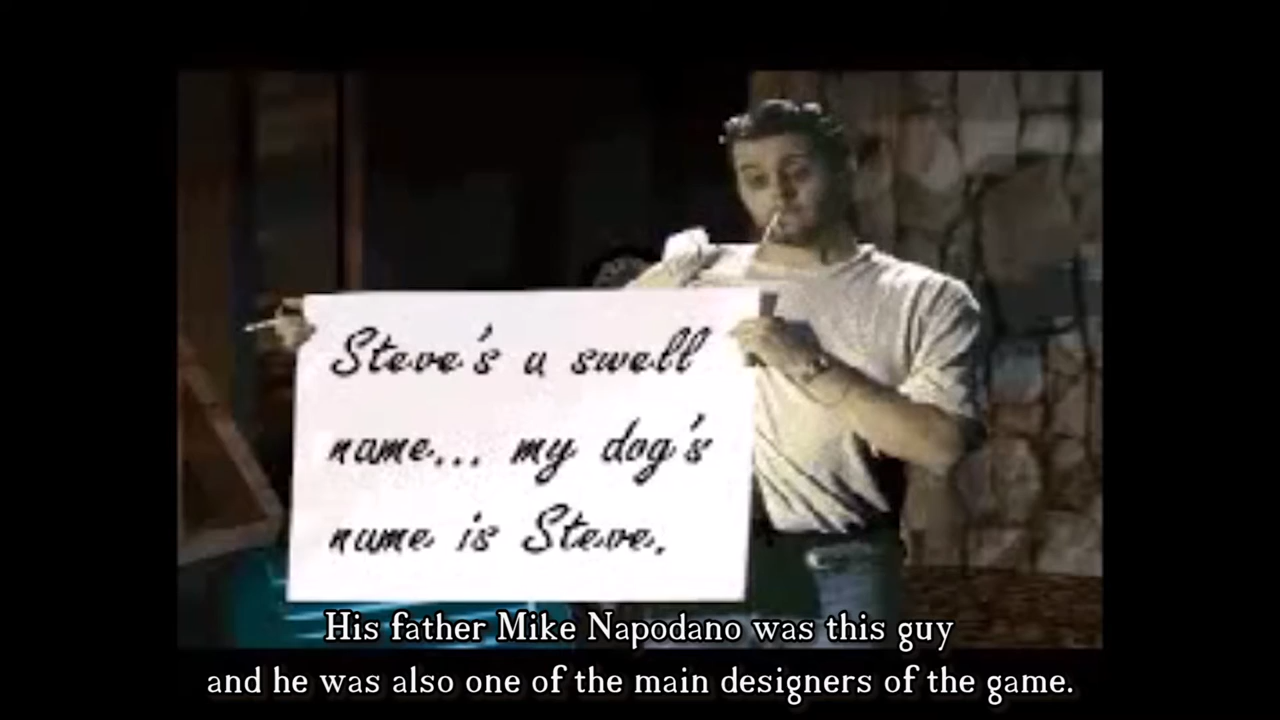 Steve's a swell
name... my dog's
name is Steve.
His father Mike Napodano was this guy
and he was also one of the main designers of the game.